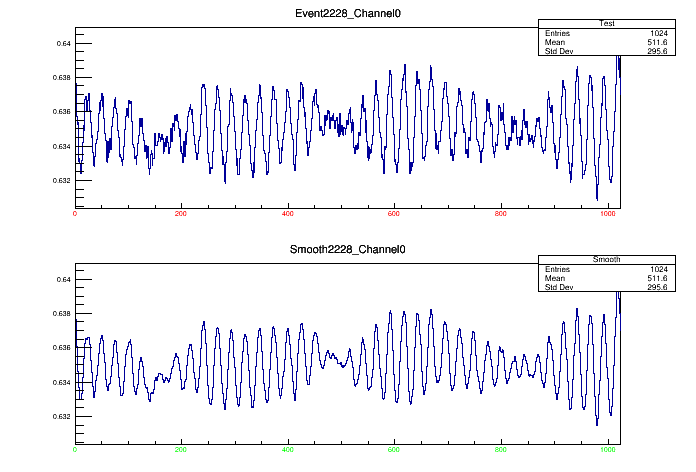 Event2228_Channel0
Test
Entries 1024
Mean 511.6
Std Dev 295.6
0.64
0.638
0.636
0.634
0.632
0 200 400 600 800 1000
Smooth2228_Channel0
Smooth
Entries 1024
Mean 511.6
Std Dev 295.6
0.64
0.638
0.636
0.634
0.632
0 200 400 600 800 1000